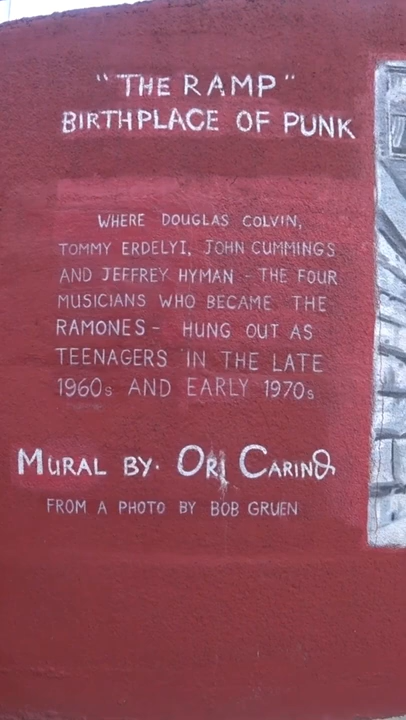 "THE RAMP"
BIRTHPLACE OF PUNK
WHERE DOUGLAS COLVIN,
TOMMY ERDELYI, JOHN CUMMINGS
AND JEFFREY HYMAN - THE FOUR
MUSICIANS WHO BECAME THE
RAMONES - HUNG OUT AS
TEENAGERS IN THE LATE
1960s AND EARLY 1970s
MURAL BY. ORI CARINO
FROM A PHOTO BY BOB GRUEN